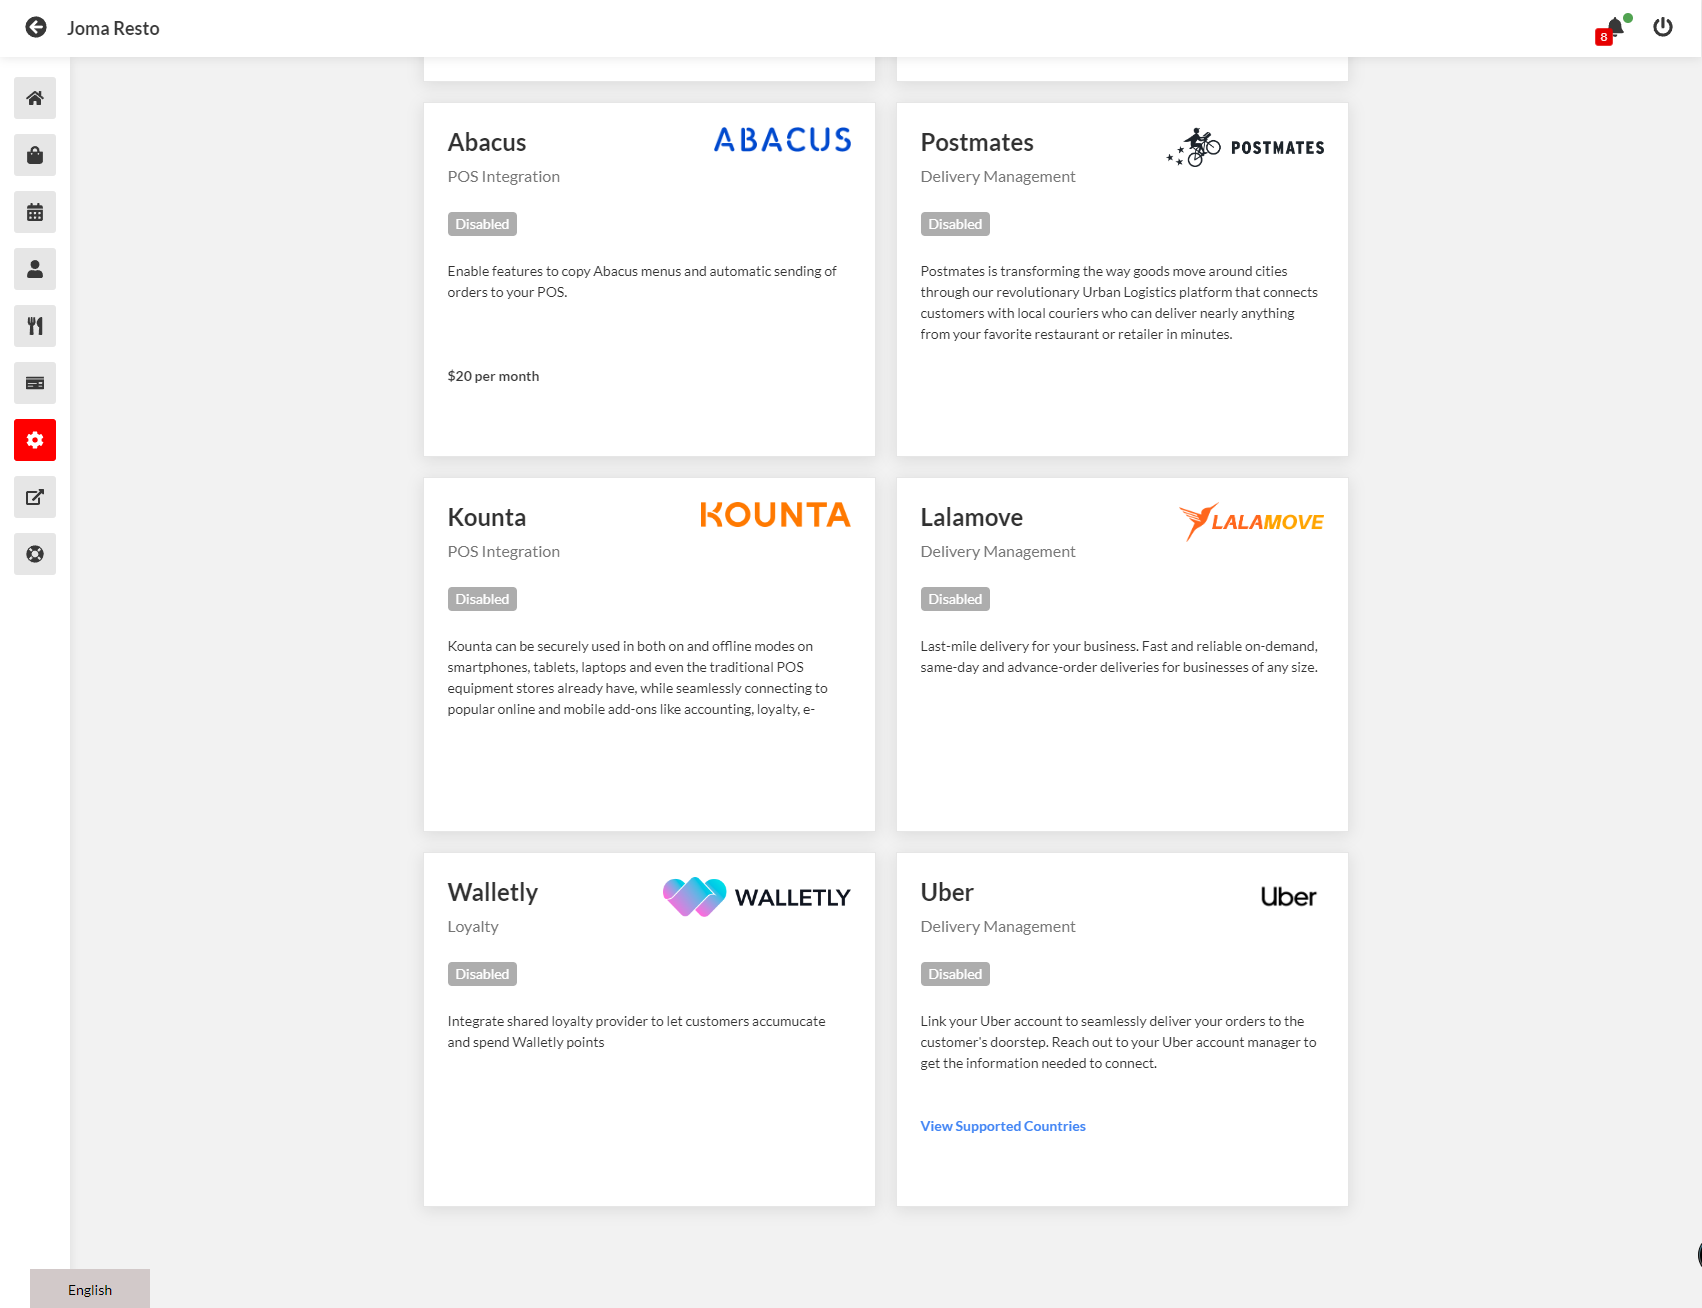 Joma Resto
8
Abacus
ABACUS
POS Integration
Disabled
Enable features to copy Abacus menus and automatic sending of
orders to your POS.
$20 per month
Postmates
POSTMATES
Delivery Management
Disabled
Postmates is transforming the way goods move around cities
through our revolutionary Urban Logistics platform that connects
customers with local couriers who can deliver nearly anything
from your favorite restaurant or retailer in minutes.
Kounta
KOUNTA
POS Integration
Disabled
Kounta can be securely used in both on and offline modes on
smartphones, tablets, laptops and even the traditional POS
equipment stores already have, while seamlessly connecting to
popular online and mobile add-ons like accounting, loyalty, e-
Lalamove
LALAMOVE
Delivery Management
Disabled
Last-mile delivery for your business. Fast and reliable on-demand,
same-day and advance-order deliveries for businesses of any size.
Walletly
WALLETLY
Loyalty
Disabled
Integrate shared loyalty provider to let customers accumucate
and spend Walletly points
Uber
Uber
Delivery Management
Disabled
Link your Uber account to seamlessly deliver your orders to the
customer's doorstep. Reach out to your Uber account manager to
get the information needed to connect.
View Supported Countries
English